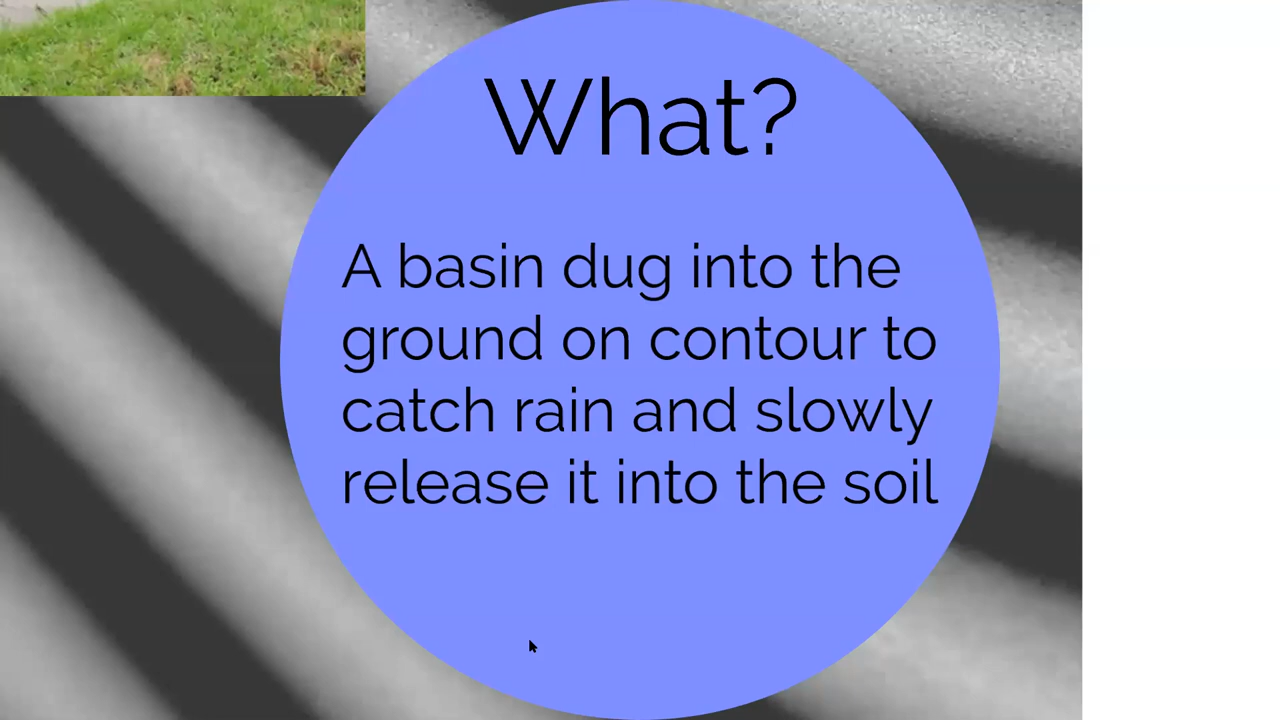 What?
A basin dug into the
ground on contour to
catch rain and slowly
release it into the soil